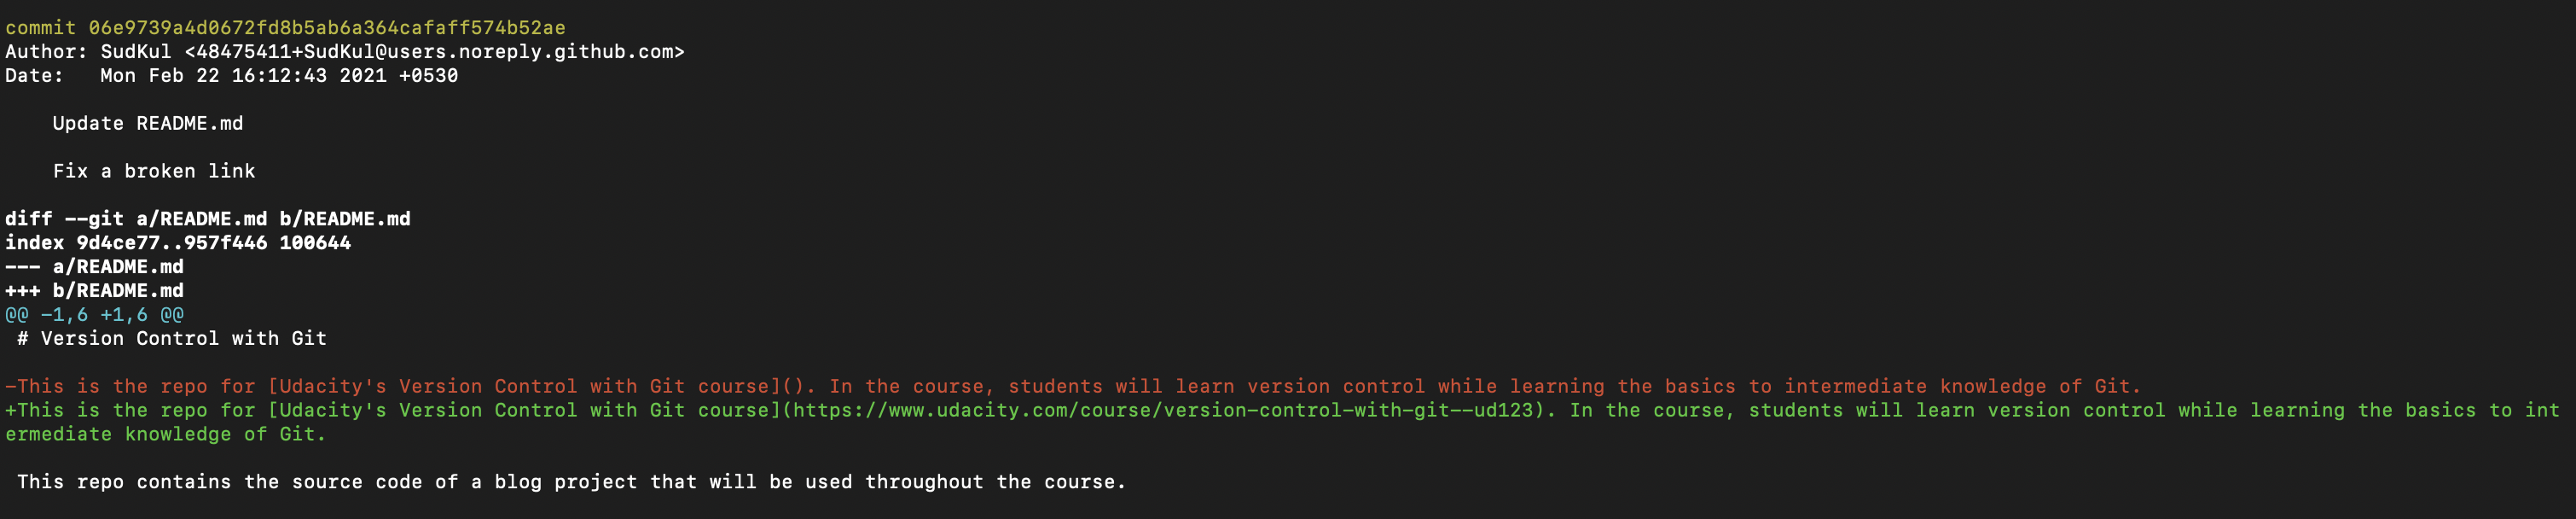 commit 06e9739a4d0672fd8b5ab6a364cafaff574b52ae
Author: SudKul <48475411+SudKul@users.noreply.github.com>
Date:   Mon Feb 22 16:12:43 2021 +0530

    Update README.md

    Fix a broken link

diff --git a/README.md b/README.md
index 9d4ce77..957f446 100644
--- a/README.md
+++ b/README.md
@@ -1,6 +1,6 @@
 # Version Control with Git

-This is the repo for [Udacity's Version Control with Git course](). In the course, students will learn version control while learning the basics to intermediate knowledge of Git.
+This is the repo for [Udacity's Version Control with Git course](https://www.udacity.com/course/version-control-with-git--ud123). In the course, students will learn version control while learning the basics to int
ermediate knowledge of Git.

 This repo contains the source code of a blog project that will be used throughout the course.